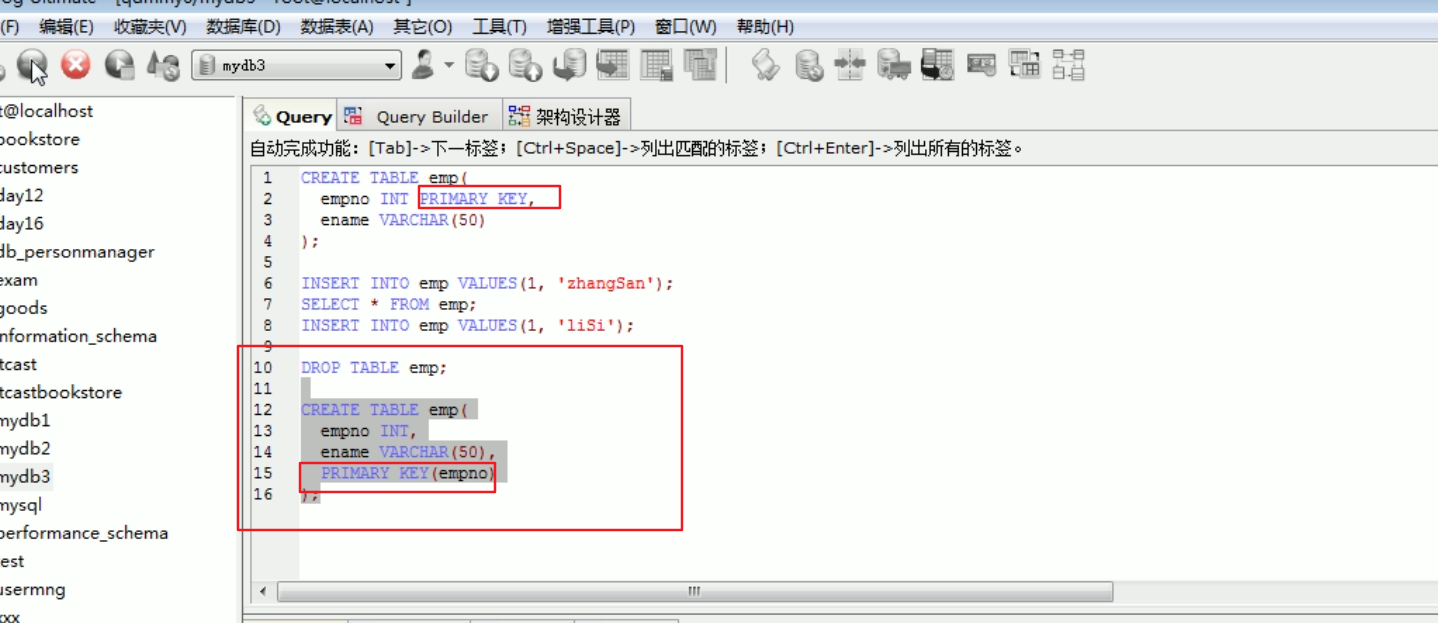 (F) 编辑(E) 收藏夹(V) 数据库(D) 数据表(A) 其它(O) 工具(T) 增强工具(P) 窗口(W) 帮助(H)
mydb3
t@localhost
bookstore
customers
day12
day16
db_personmanager
exam
goods
information_schema
tcast
tcastbookstore
mydb1
mydb2
mydb3
mysql
performance_schema
test
usermng
xxx
Query Query Builder 架构设计器
自动完成功能：[Tab]->下一标签；[Ctrl+Space]->列出匹配的标签；[Ctrl+Enter]->列出所有的标签。
1 CREATE TABLE emp(
2 empno INT PRIMARY KEY,
3 ename VARCHAR(50)
4 );
5
6 INSERT INTO emp VALUES(1, 'zhangSan');
7 SELECT * FROM emp;
8 INSERT INTO emp VALUES(1, 'liSi');
9
10 DROP TABLE emp;
11
12 CREATE TABLE emp(
13 empno INT,
14 ename VARCHAR(50),
15 PRIMARY KEY(empno)
16 );